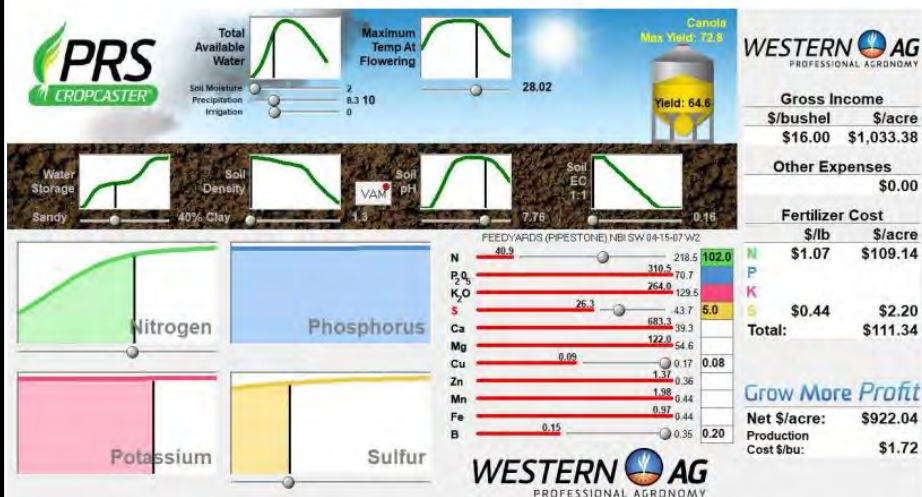 PRS
CROPCASTER
Total
Available
Water
Soil Moisture 2
Precipitation 8.3 10
Irrigation 0
Maximum
Temp At
Flowering
28.02
Canola
Max Yield: 72.8
Yield: 64.6
WESTERN AG
PROFESSIONAL AGRONOMY
Water
Storage
Sandy 40% Clay
Soil
Density
1.3
VAM
Soil
pH
7.76
Soil
EC
1:1
0.16
Nitrogen
Phosphorus
Potassium
Sulfur
FEEDYARDS (PIPESTONE) NBI SW 04-15-07 W2
N 40.9 218.5 102.0
P2O5 310.5 70.7
K2O 264.0 129.5
S 26.3 43.7 5.0
Ca 683.3 39.3
Mg 122.0 54.6
Cu 0.09 0.17 0.08
Zn 1.37 0.36
Mn 1.98 0.44
Fe 0.97 0.44
B 0.15 0.35 0.20
WESTERN AG
PROFESSIONAL AGRONOMY
Gross Income
$/bushel $/acre
$16.00 $1,033.38
Other Expenses
$0.00
Fertilizer Cost
$/lb $/acre
N $1.07 $109.14
P
K
S $0.44 $2.20
Total: $111.34
Grow More Profit
Net $/acre: $922.04
Production
Cost $/bu: $1.72